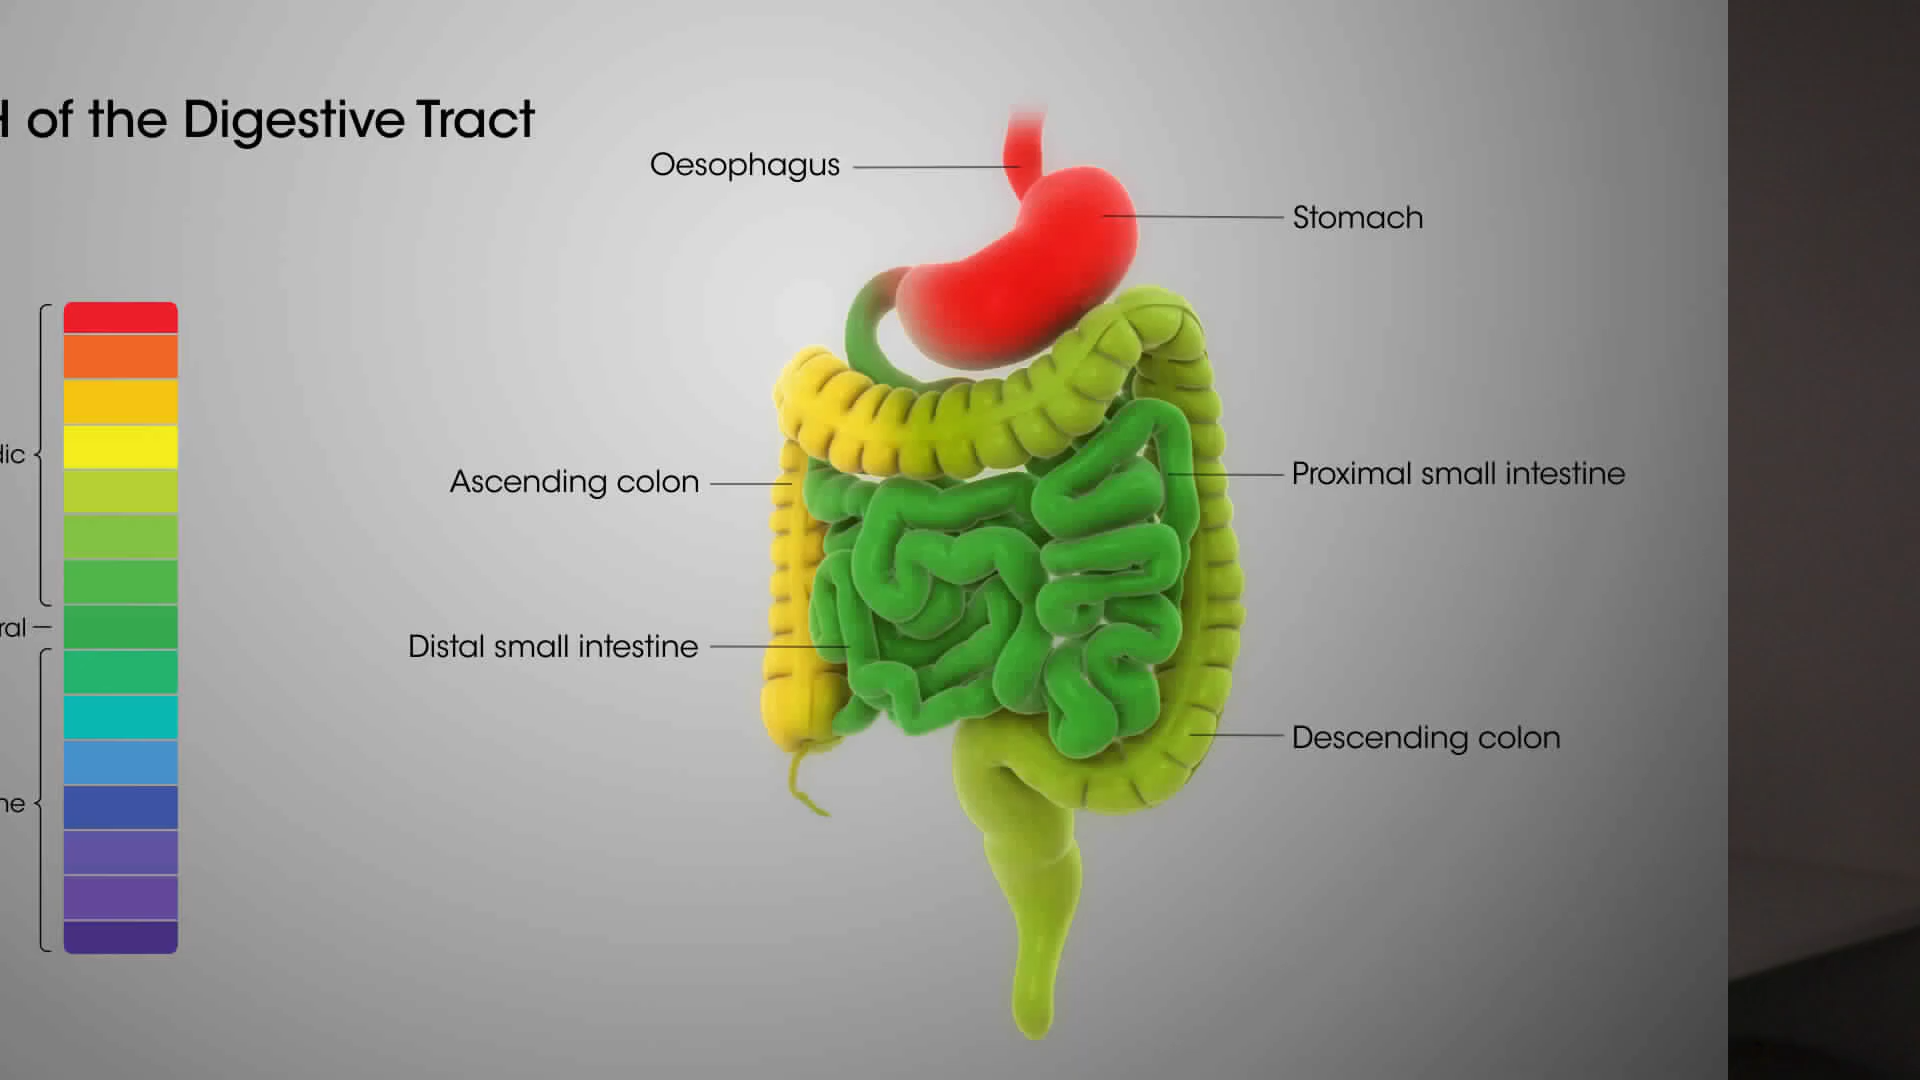 of the Digestive Tract
Oesophagus
Stomach
Ascending colon
Proximal small intestine
Distal small intestine
Descending colon